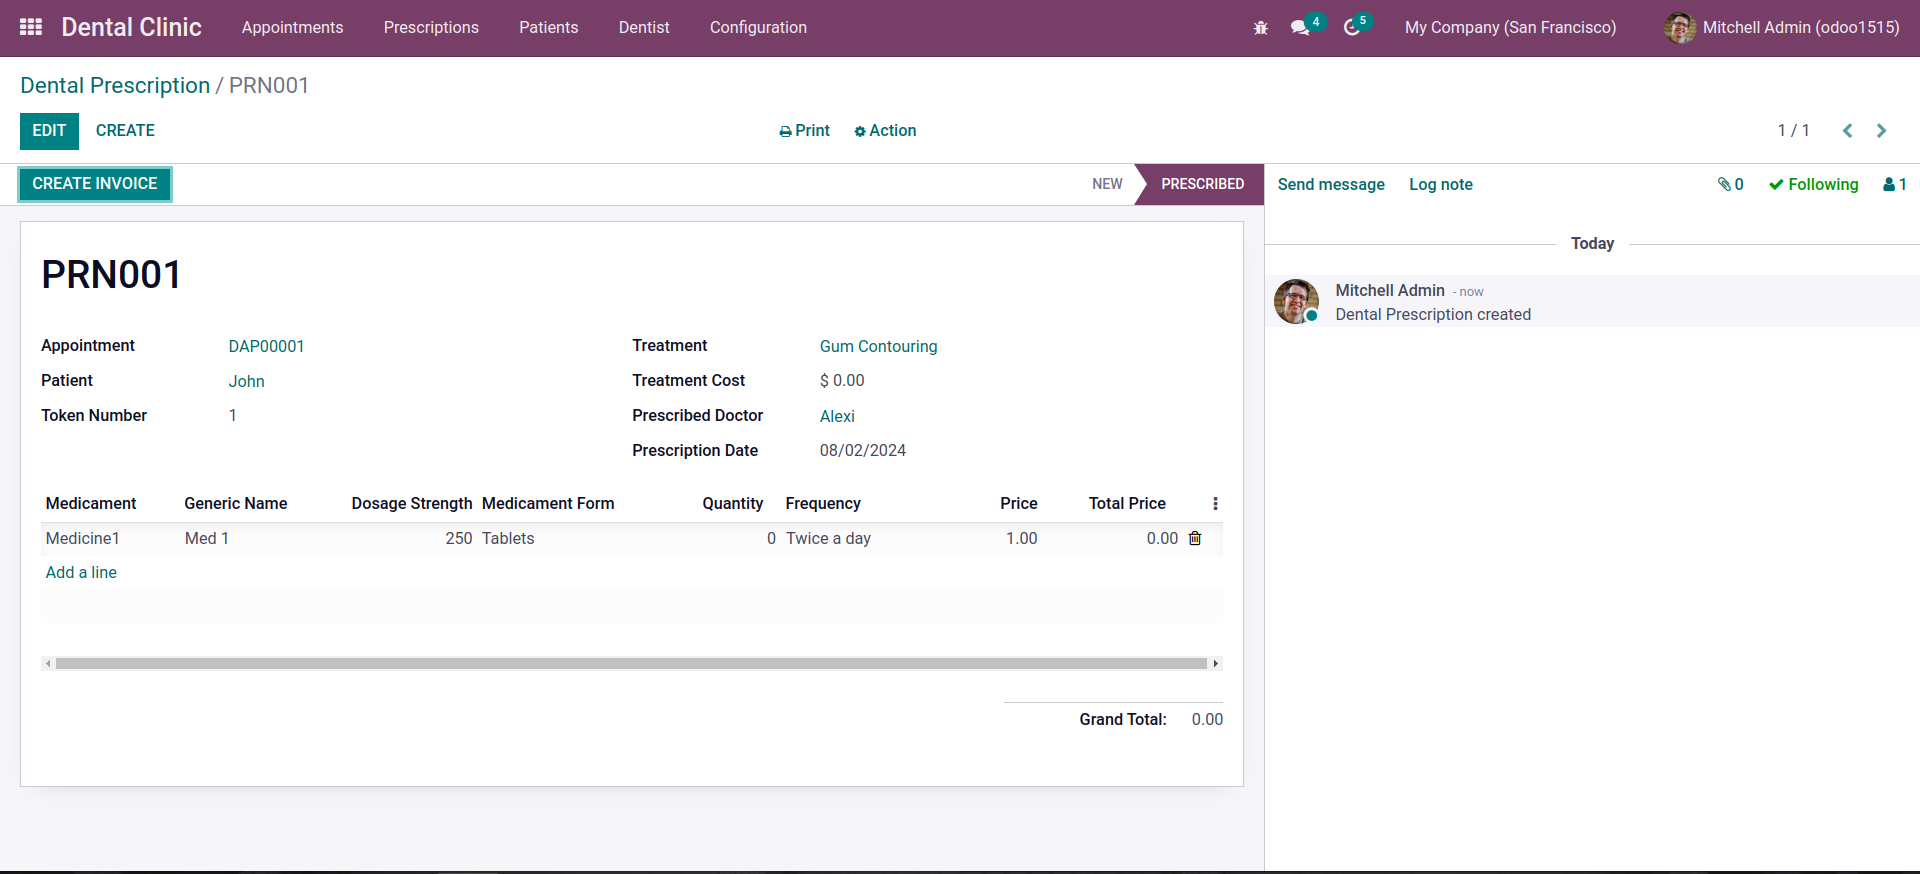 Dental Clinic Appointments Prescriptions Patients Dentist Configuration 4 5 My Company (San Francisco) Mitchell Admin (odoo1515)
Dental Prescription / PRN001
EDIT CREATE Print Action 1 / 1
CREATE INVOICE NEW PRESCRIBED Send message Log note 0 Following 1
Today
Mitchell Admin - now
Dental Prescription created
PRN001
Appointment DAP00001 Treatment Gum Contouring
Patient John Treatment Cost $ 0.00
Token Number 1 Prescribed Doctor Alexi
Prescription Date 08/02/2024
Medicament Generic Name Dosage Strength Medicament Form Quantity Frequency Price Total Price
Medicine1 Med 1 250 Tablets 0 Twice a day 1.00 0.00
Add a line
Grand Total: 0.00